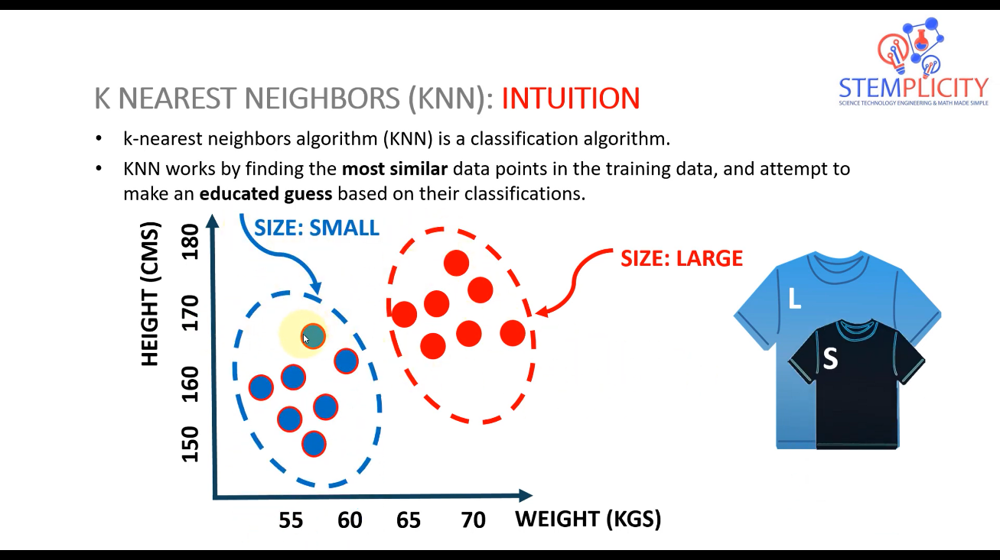 STEMPLICITY
SCIENCE TECHNOLOGY ENGINEERING & MATH MADE SIMPLE
K NEAREST NEIGHBORS (KNN): INTUITION
• k-nearest neighbors algorithm (KNN) is a classification algorithm.
• KNN works by finding the most similar data points in the training data, and attempt to
make an educated guess based on their classifications.
SIZE: SMALL
SIZE: LARGE
HEIGHT (CMS)
180
170
160
150
L
S
55 60 65 70 WEIGHT (KGS)